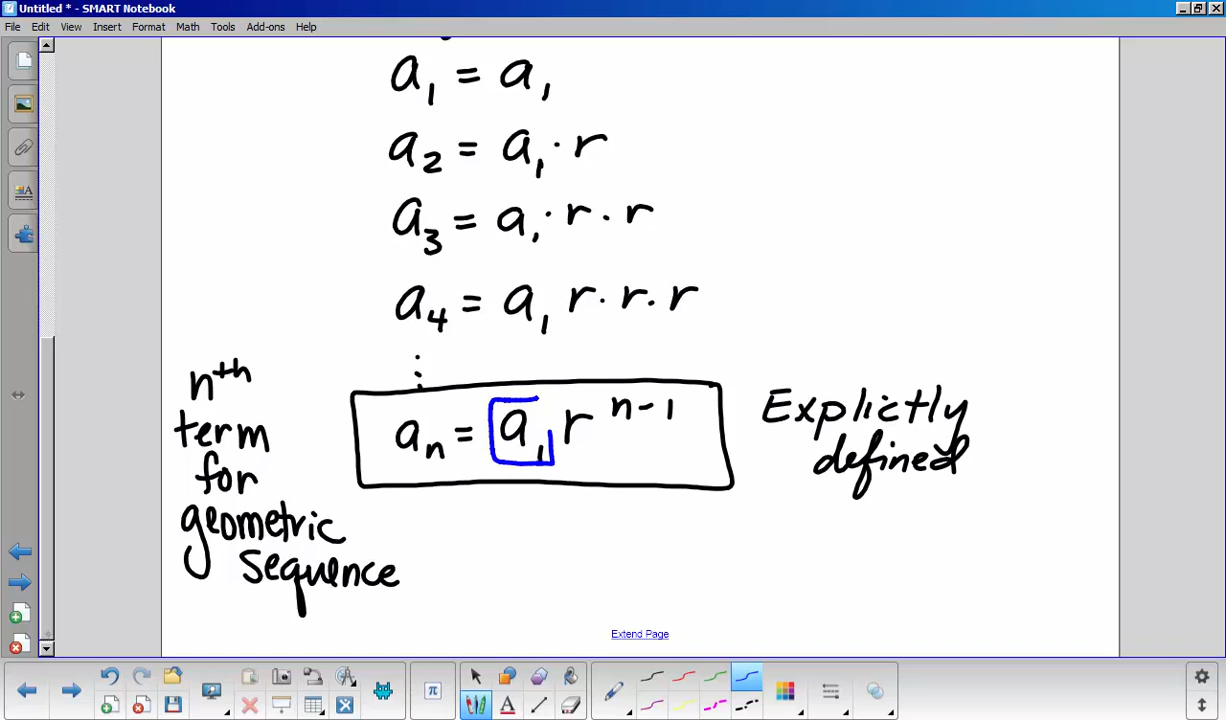 Untitled * - SMART Notebook
File Edit View Insert Format Math Tools Add-ons Help
a₁ = a₁
a₂ = a₁ · r
a₃ = a₁ · r · r
a₄ = a₁ r · r · r
⋮
nth
term
for
geometric
sequence
aₙ = a₁ r^(n-1)
Explicitly
defined
Extend Page
π
A